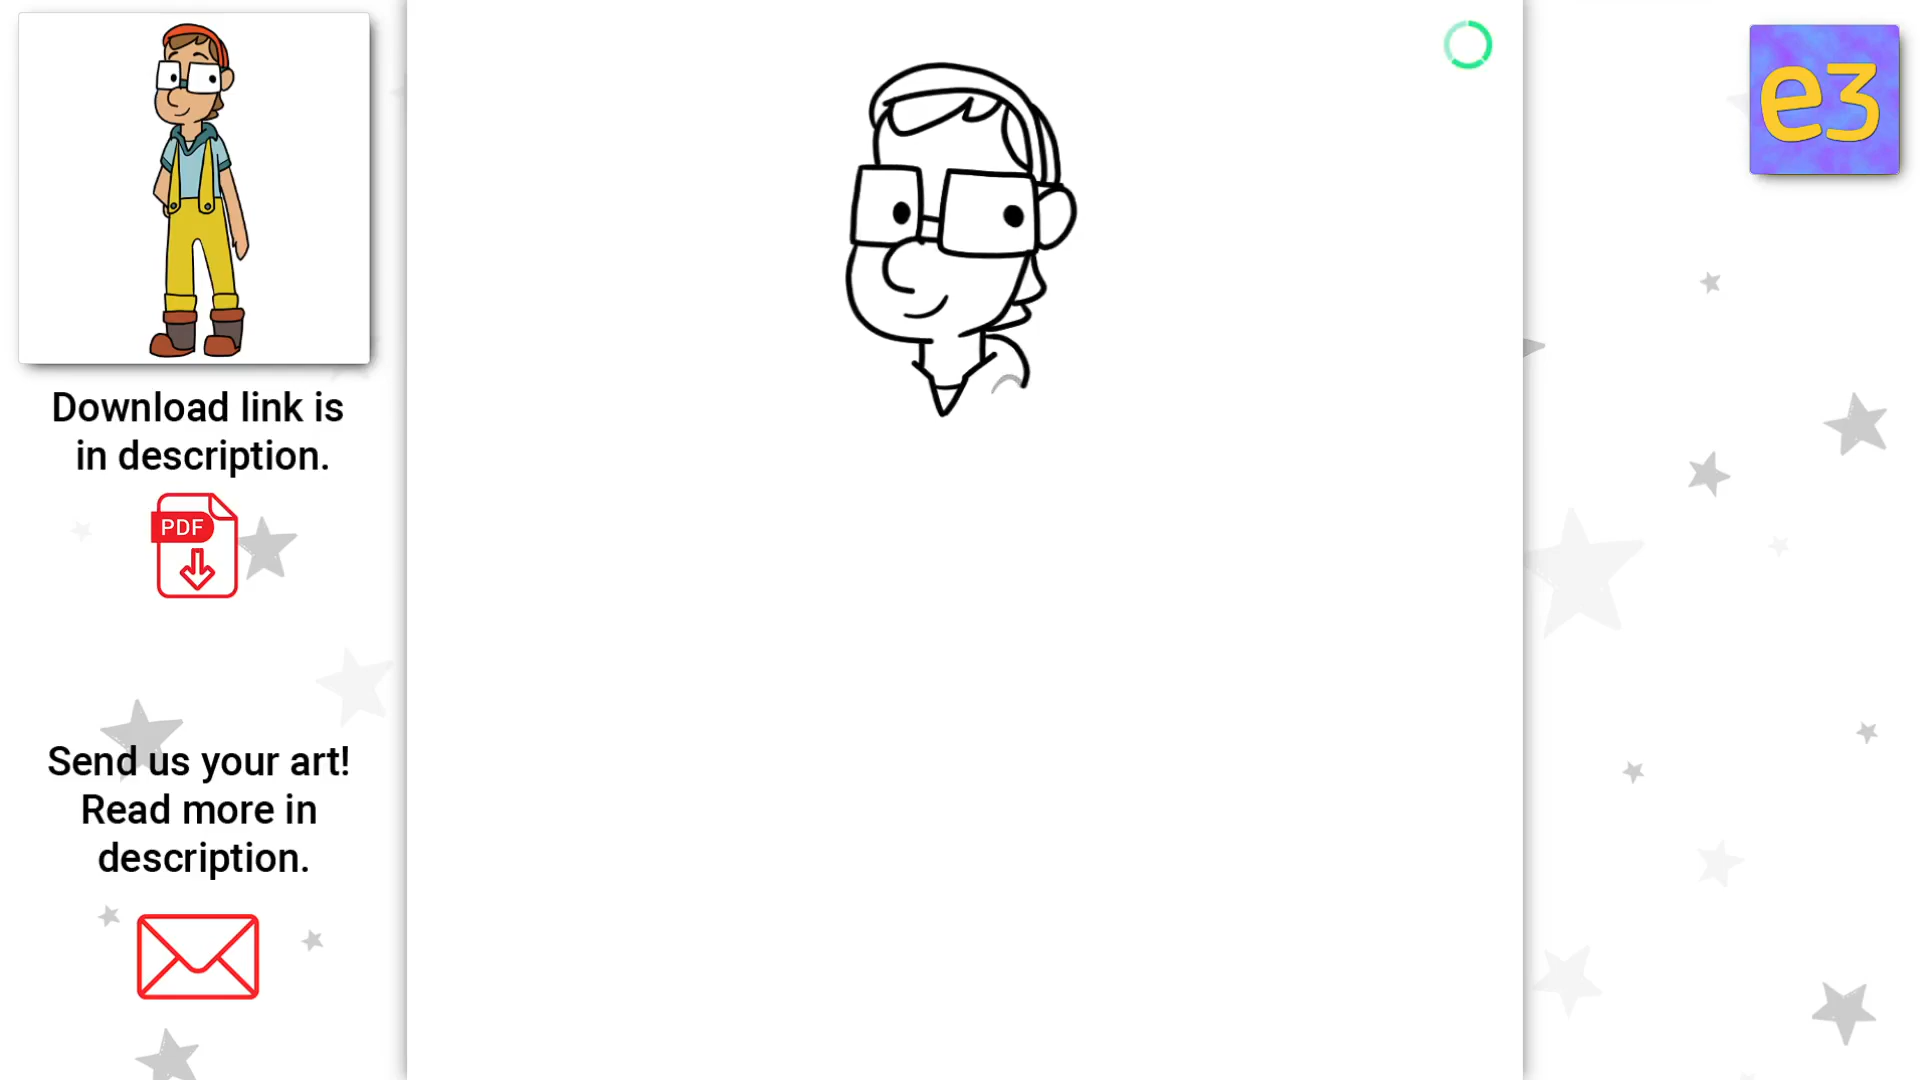 e3
Download link is
in description.
PDF
Send us your art!
Read more in
description.